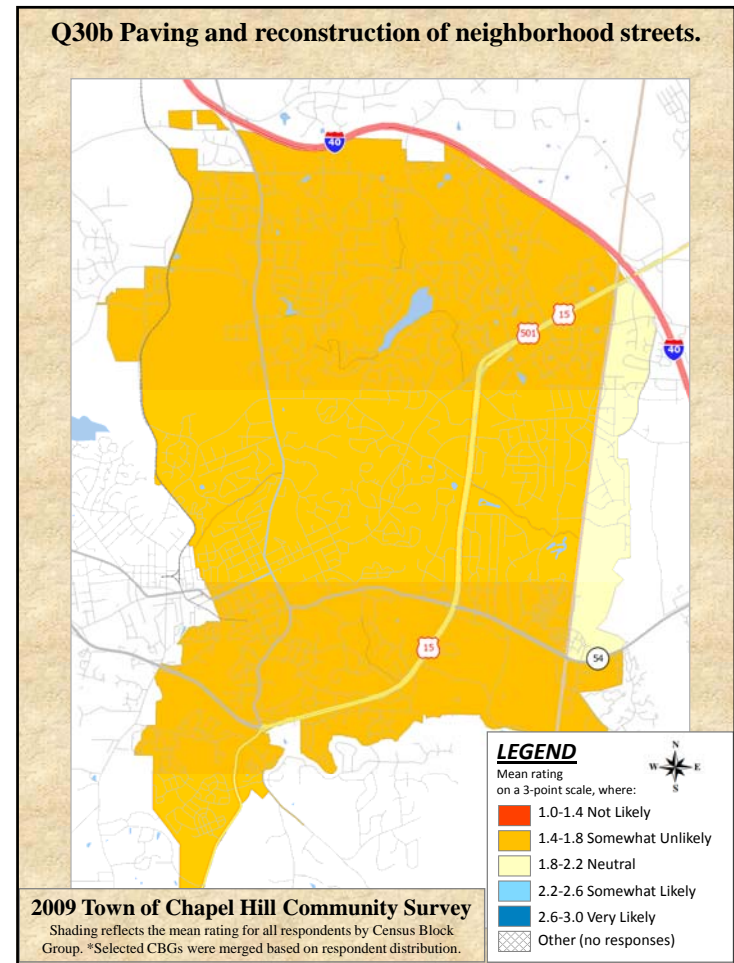 Q30b Paving and reconstruction of neighborhood streets.
40
15
501
40
15
54
LEGEND
Mean rating
on a 3-point scale, where:
N
W E
S
1.0-1.4 Not Likely
1.4-1.8 Somewhat Unlikely
1.8-2.2 Neutral
2.2-2.6 Somewhat Likely
2.6-3.0 Very Likely
Other (no responses)
2009 Town of Chapel Hill Community Survey
Shading reflects the mean rating for all respondents by Census Block
Group. *Selected CBGs were merged based on respondent distribution.